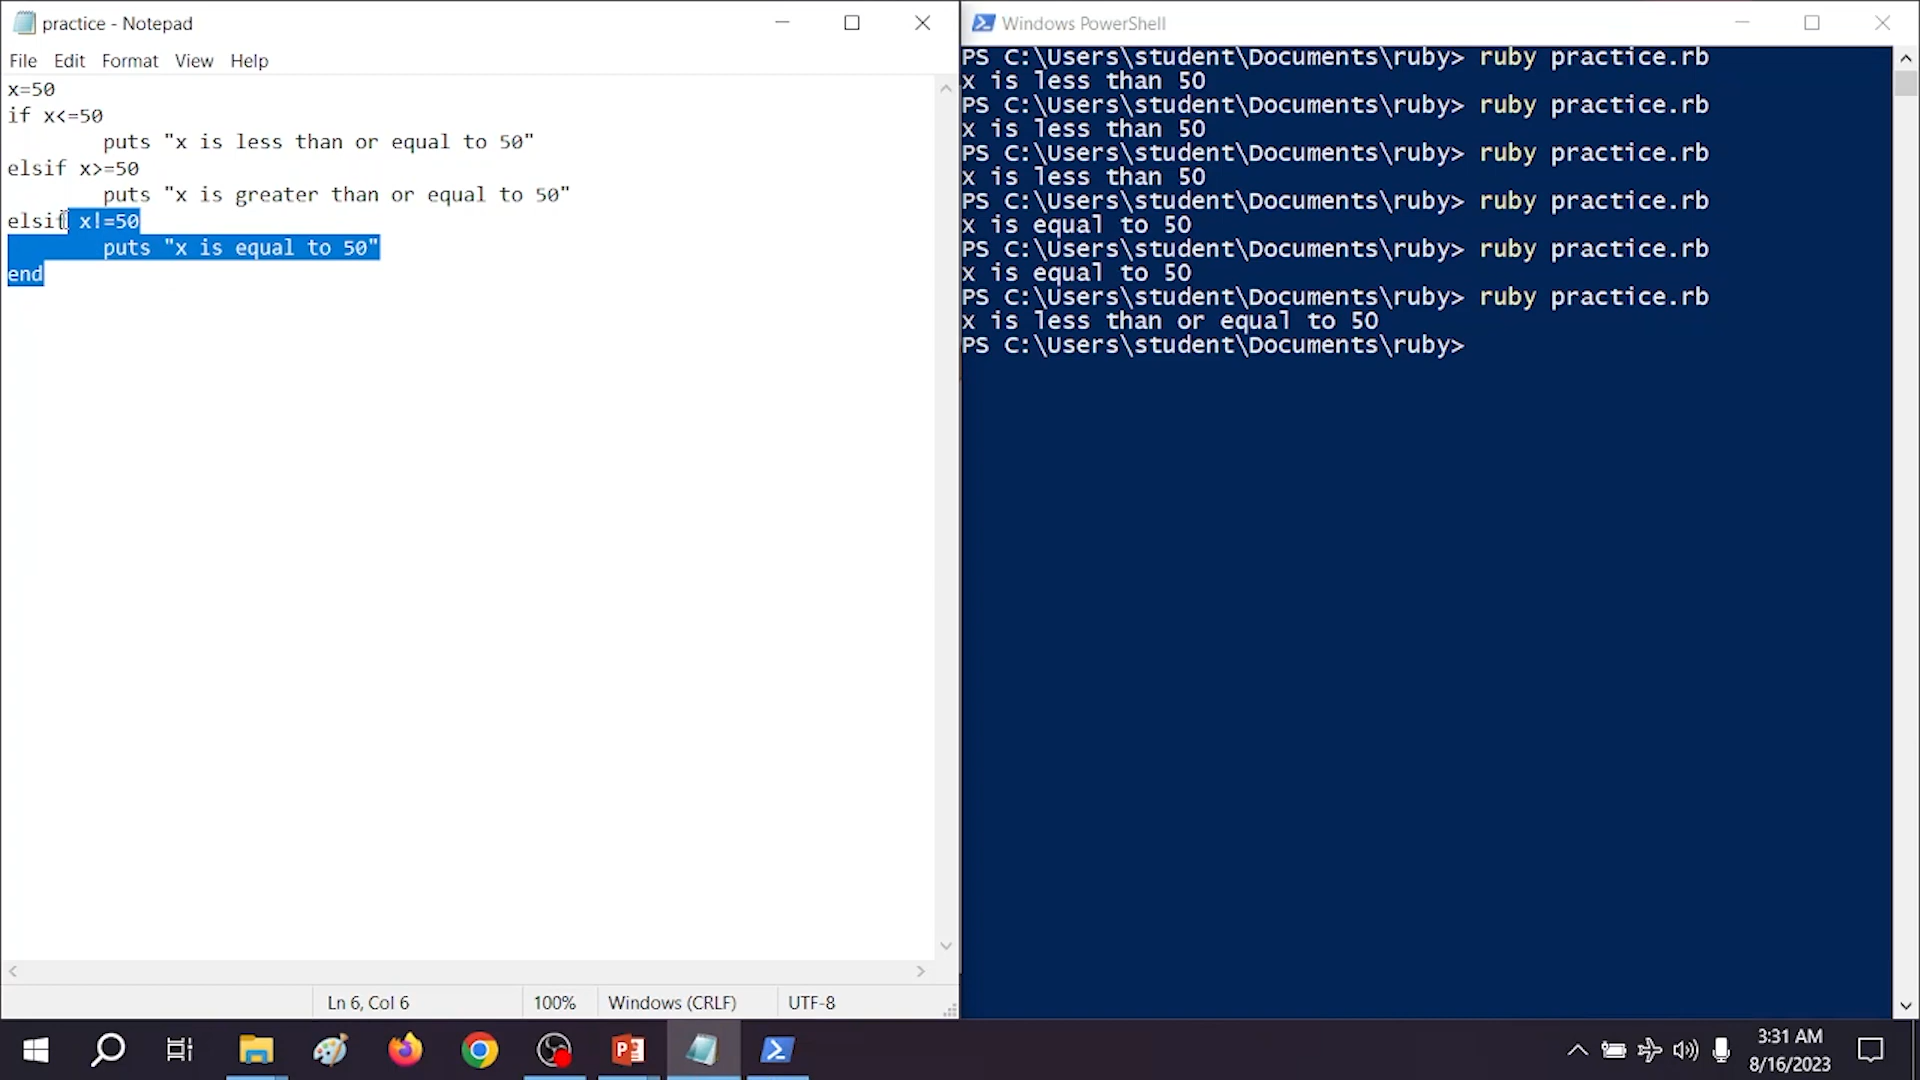 practice - Notepad
File Edit Format View Help
x=50
if x<=50
puts "x is less than or equal to 50"
elsif x>=50
puts "x is greater than or equal to 50"
elsif x!=50
puts "x is equal to 50"
end
Ln 6, Col 6 100% Windows (CRLF) UTF-8
Windows PowerShell
PS C:\Users\student\Documents\ruby> ruby practice.rb
x is less than 50
PS C:\Users\student\Documents\ruby> ruby practice.rb
x is less than 50
PS C:\Users\student\Documents\ruby> ruby practice.rb
x is less than 50
PS C:\Users\student\Documents\ruby> ruby practice.rb
x is equal to 50
PS C:\Users\student\Documents\ruby> ruby practice.rb
x is equal to 50
PS C:\Users\student\Documents\ruby> ruby practice.rb
x is less than or equal to 50
PS C:\Users\student\Documents\ruby>
3:31 AM
8/16/2023